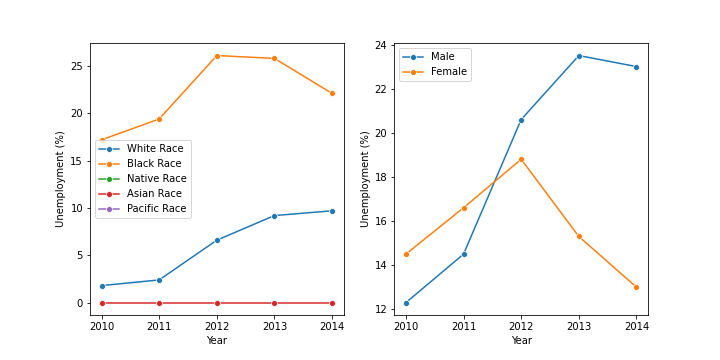 25
20
15
10
5
0
Unemployment (%)
White Race
Black Race
Native Race
Asian Race
Pacific Race
2010 2011 2012 2013 2014
Year
24
22
20
18
16
14
12
Unemployment (%)
Male
Female
2010 2011 2012 2013 2014
Year